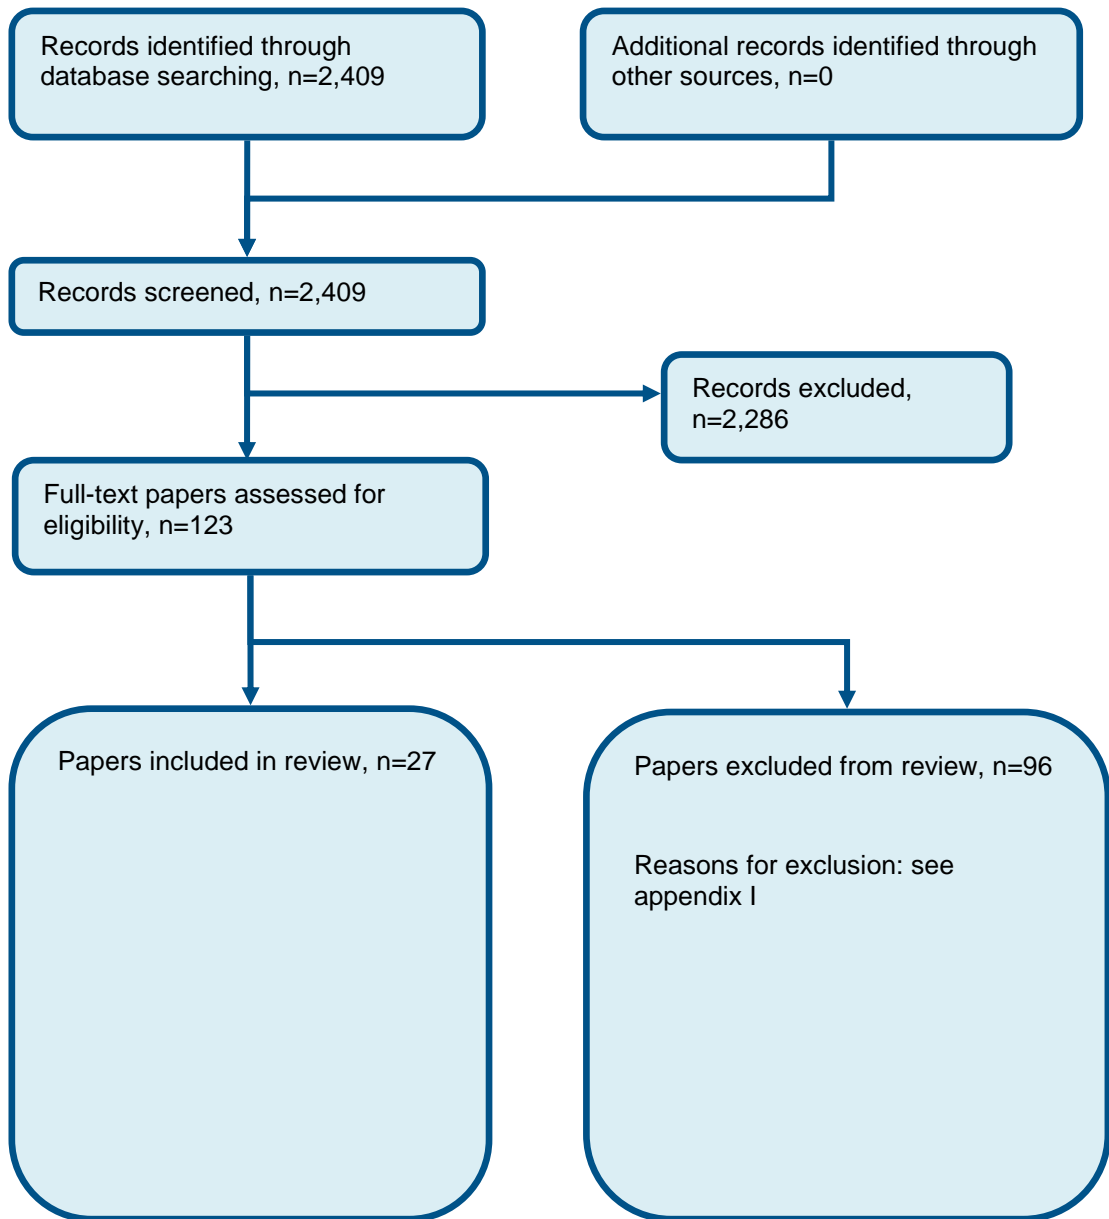 Records identified through
database searching, n=2,409
Additional records identified through
other sources, n=0
Records screened, n=2,409
Records excluded,
n=2,286
Full-text papers assessed for
eligibility, n=123
Papers included in review, n=27
Papers excluded from review, n=96
Reasons for exclusion: see
appendix I